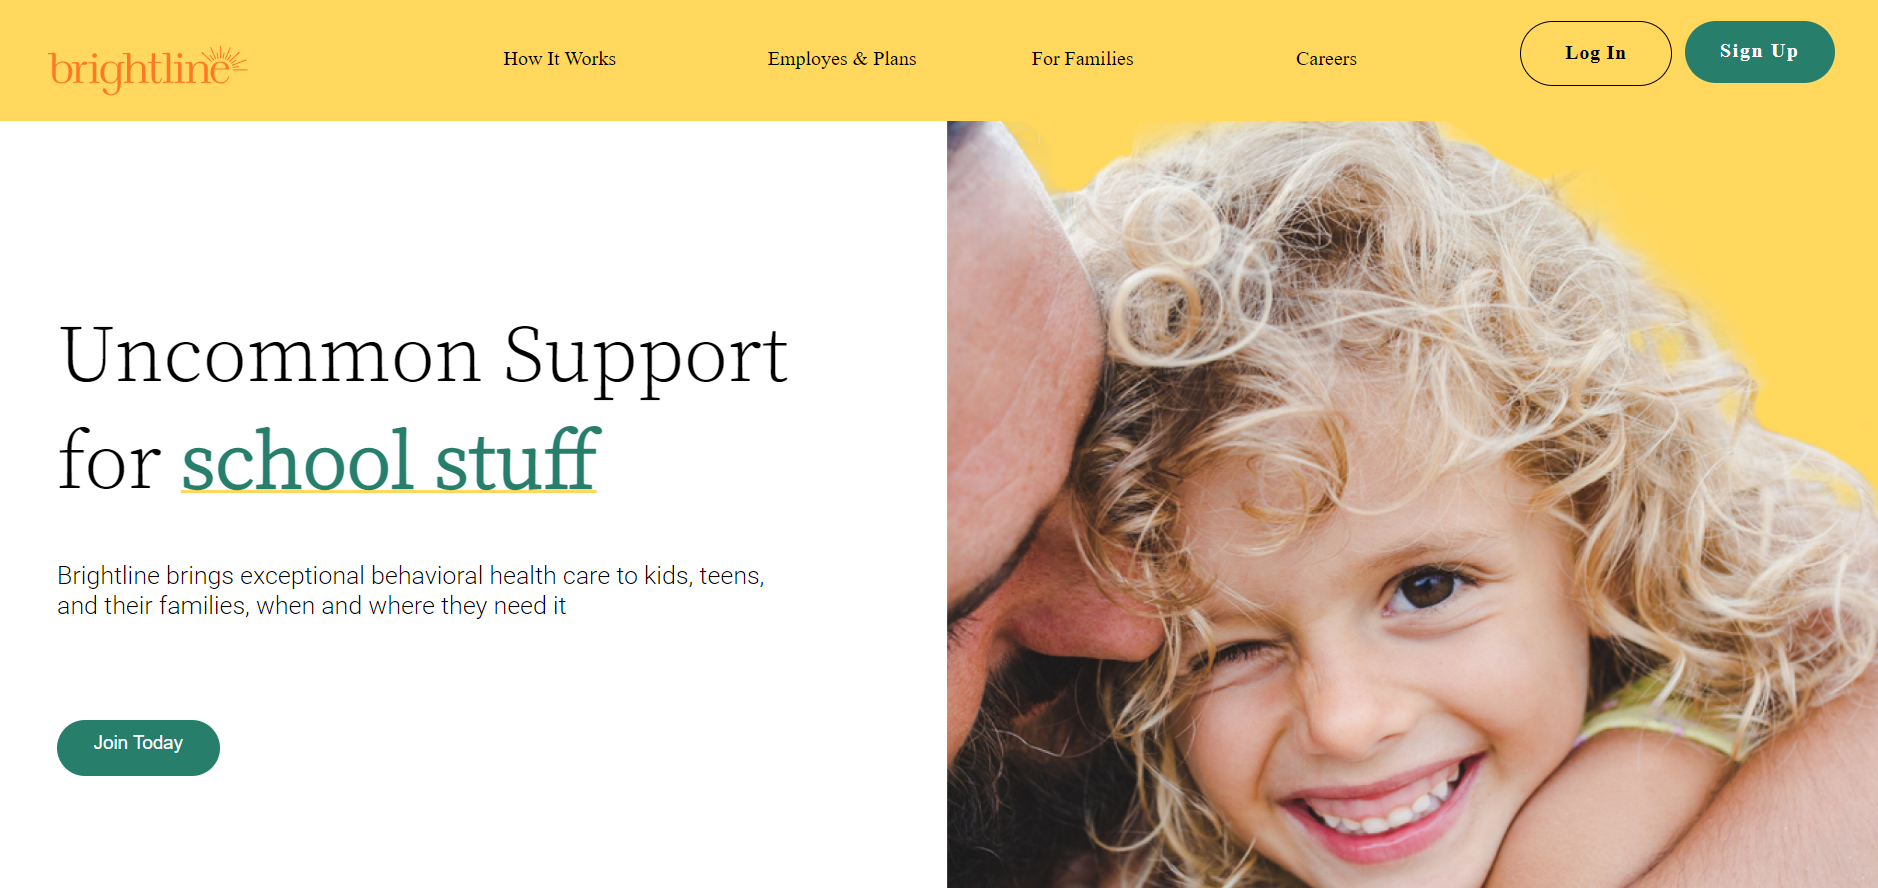 brightline
How It Works
Employes & Plans
For Families
Careers
Log In
Sign Up
Uncommon Support
for school stuff
Brightline brings exceptional behavioral health care to kids, teens,
and their families, when and where they need it
Join Today